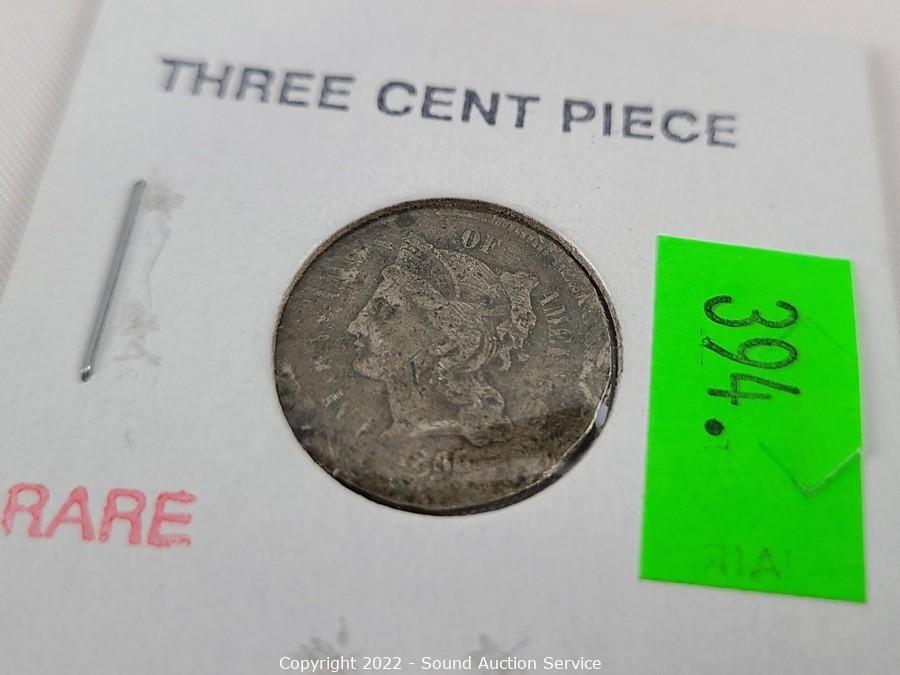 THREE CENT PIECE
OF
394.
RARE
Copyright 2022 - Sound Auction Service